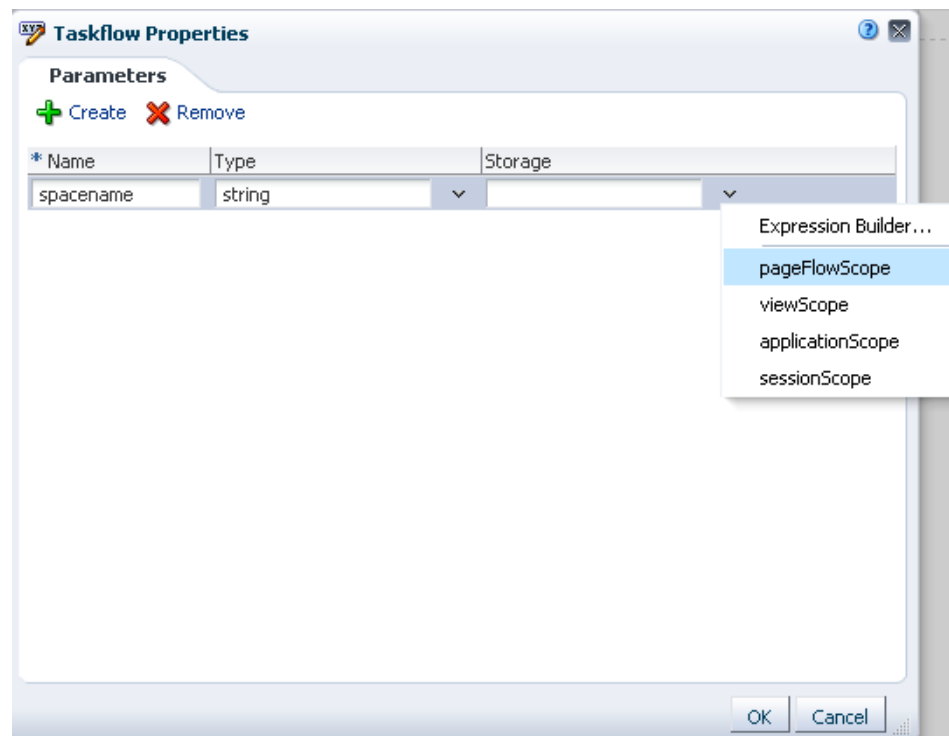 Taskflow Properties
Parameters
Create Remove
* Name Type Storage
spacename string
Expression Builder...
pageFlowScope
viewScope
applicationScope
sessionScope
OK Cancel